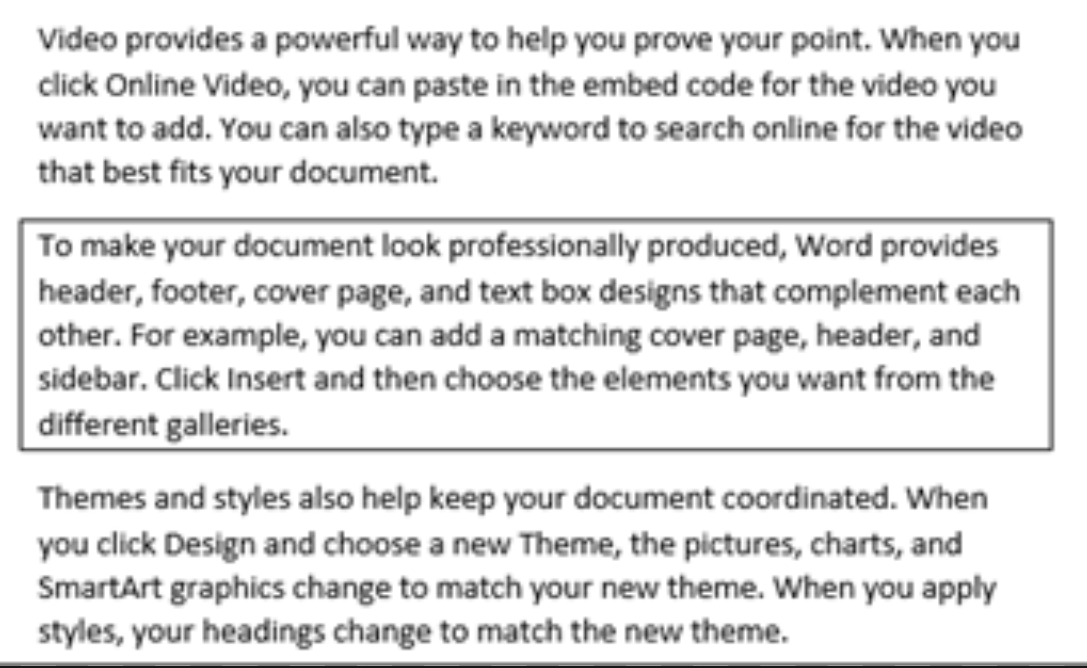 Video provides a powerful way to help you prove your point. When you
click Online Video, you can paste in the embed code for the video you
want to add. You can also type a keyword to search online for the video
that best fits your document.
To make your document look professionally produced, Word provides
header, footer, cover page, and text box designs that complement each
other. For example, you can add a matching cover page, header, and
sidebar. Click Insert and then choose the elements you want from the
different galleries.
Themes and styles also help keep your document coordinated. When
you click Design and choose a new Theme, the pictures, charts, and
SmartArt graphics change to match your new theme. When you apply
styles, your headings change to match the new theme.